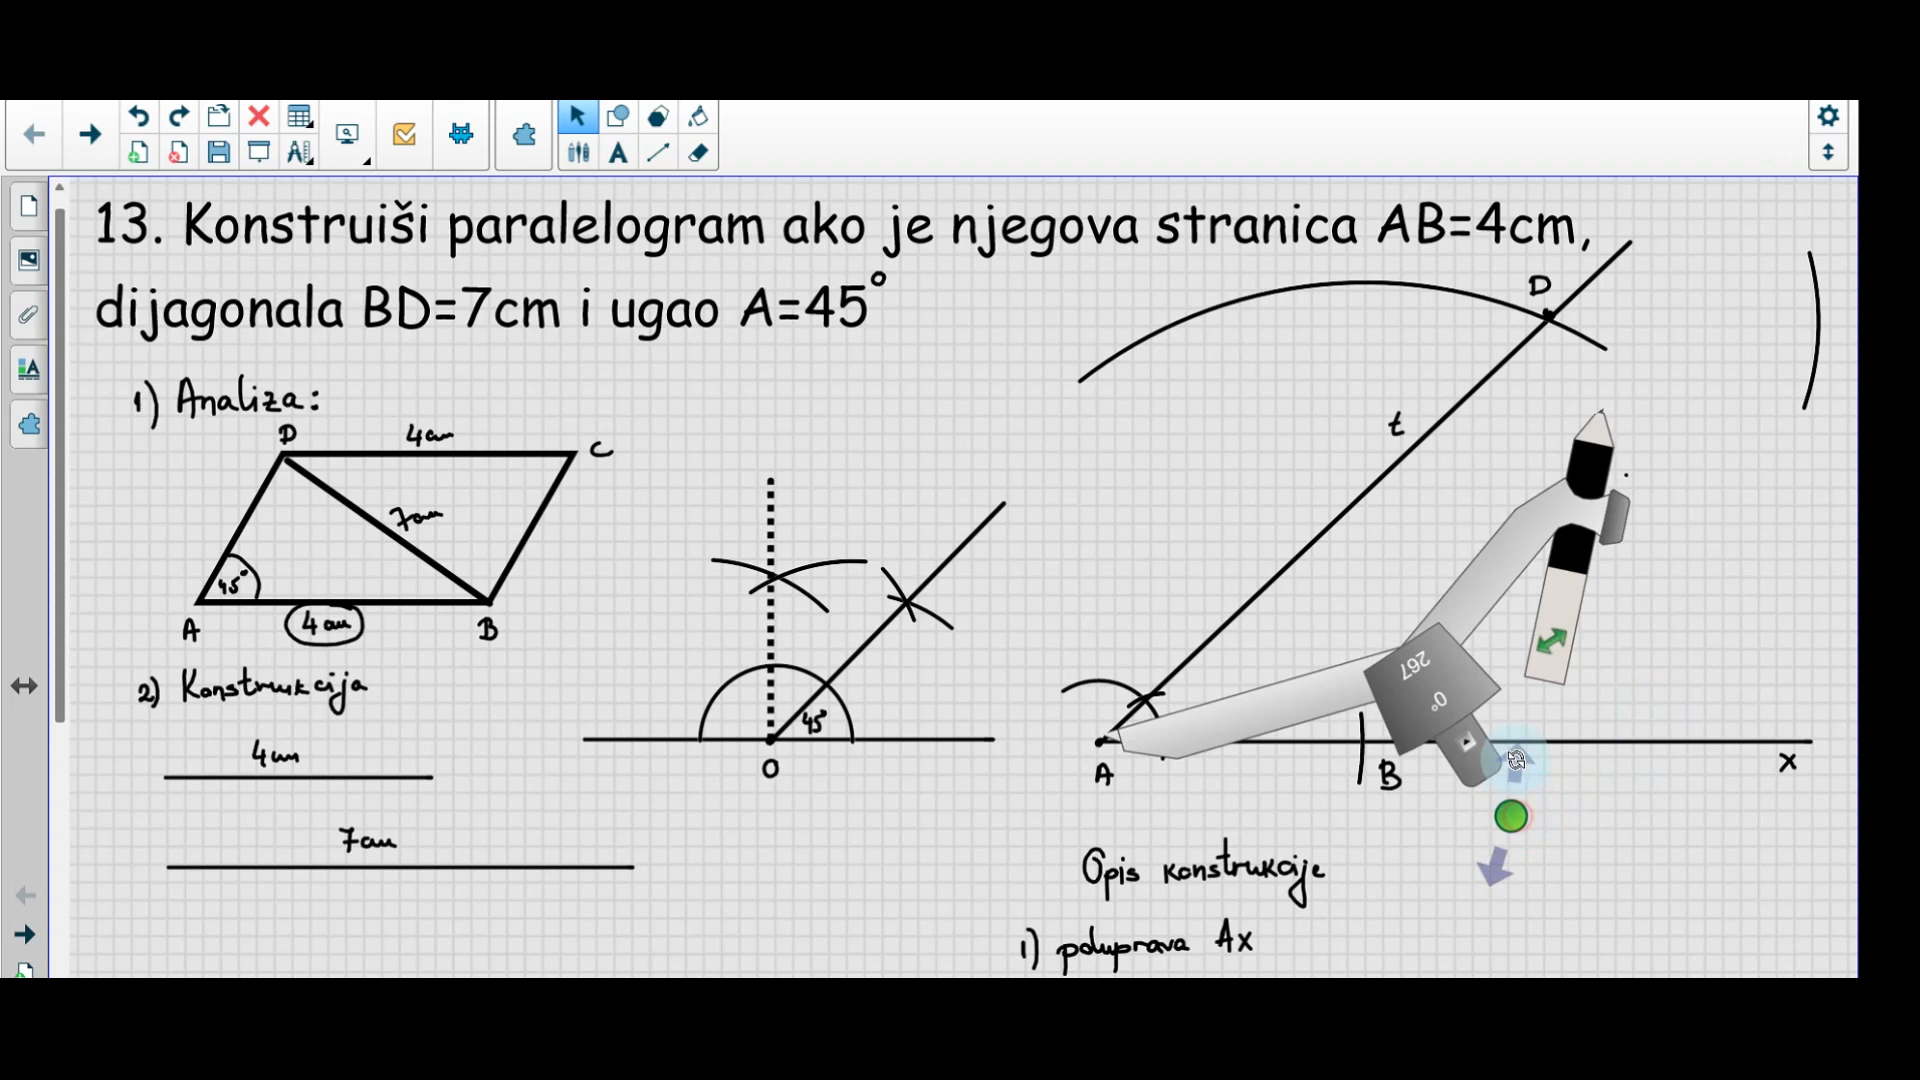 13. Konstruiši paralelogram ako je njegova stranica AB=4cm,
dijagonala BD=7cm i ugao A=45°
1) Analiza:
D 4cm C
7cm
45°
A 4cm B
2) Konstrukcija
4cm
7cm
45°
O
D
t
267
0°
A B x
Opis konstrukcije
1) poluprava Ax